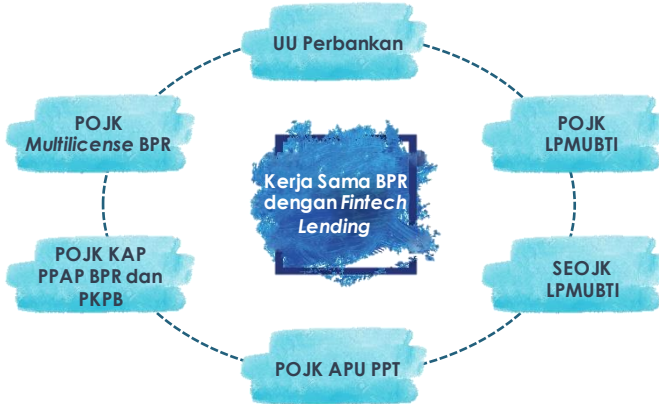 UU Perbankan
POJK
Multilicense BPR
POJK
LPMUBTI
Kerja Sama BPR
dengan Fintech
Lending
POJK KAP
PPAP BPR dan
PKPB
SEOJK
LPMUBTI
POJK APU PPT